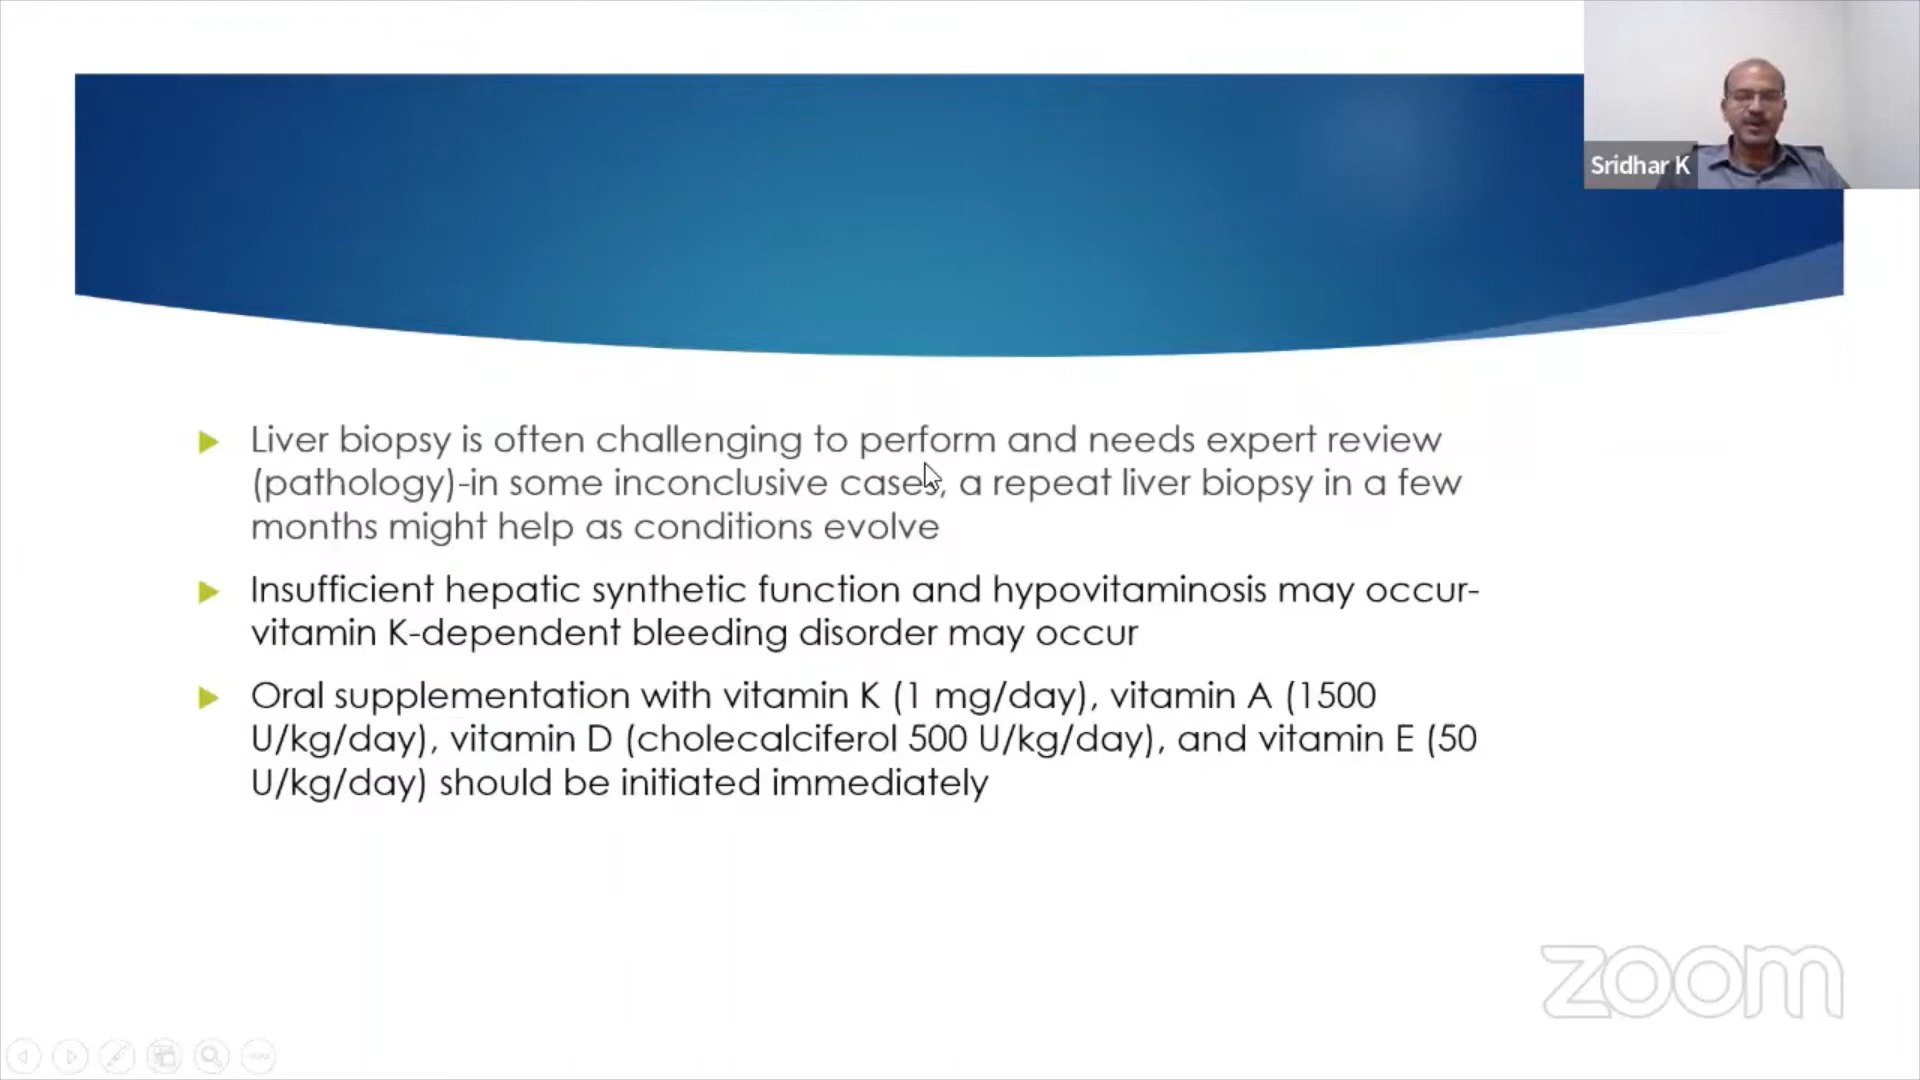 Sridhar K
Liver biopsy is often challenging to perform and needs expert review
(pathology)-in some inconclusive cases, a repeat liver biopsy in a few
months might help as conditions evolve
Insufficient hepatic synthetic function and hypovitaminosis may occur-
vitamin K-dependent bleeding disorder may occur
Oral supplementation with vitamin K (1 mg/day), vitamin A (1500
U/kg/day), vitamin D (cholecalciferol 500 U/kg/day), and vitamin E (50
U/kg/day) should be initiated immediately
zoom